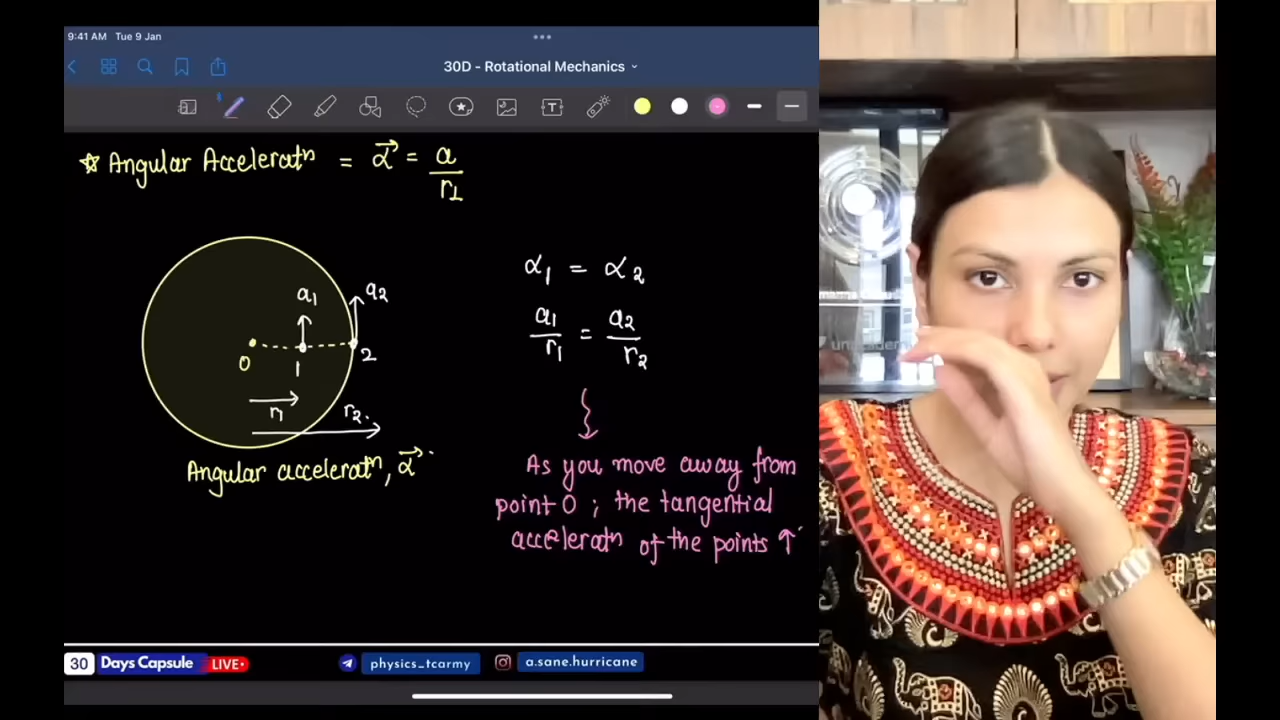 9:41 AM Tue 9 Jan
30D - Rotational Mechanics
☆ Angular Acceleratⁿ = α⃗ = a/r⊥
a₁
a₂
O
1
2
r₁
r₂.
Angular acceleratⁿ, α⃗
α₁ = α₂
a₁/r₁ = a₂/r₂
As you move away from
point O ; the tangential
acceleratⁿ of the points ↑
30 Days Capsule LIVE
physics_tcarmy
a.sane.hurricane